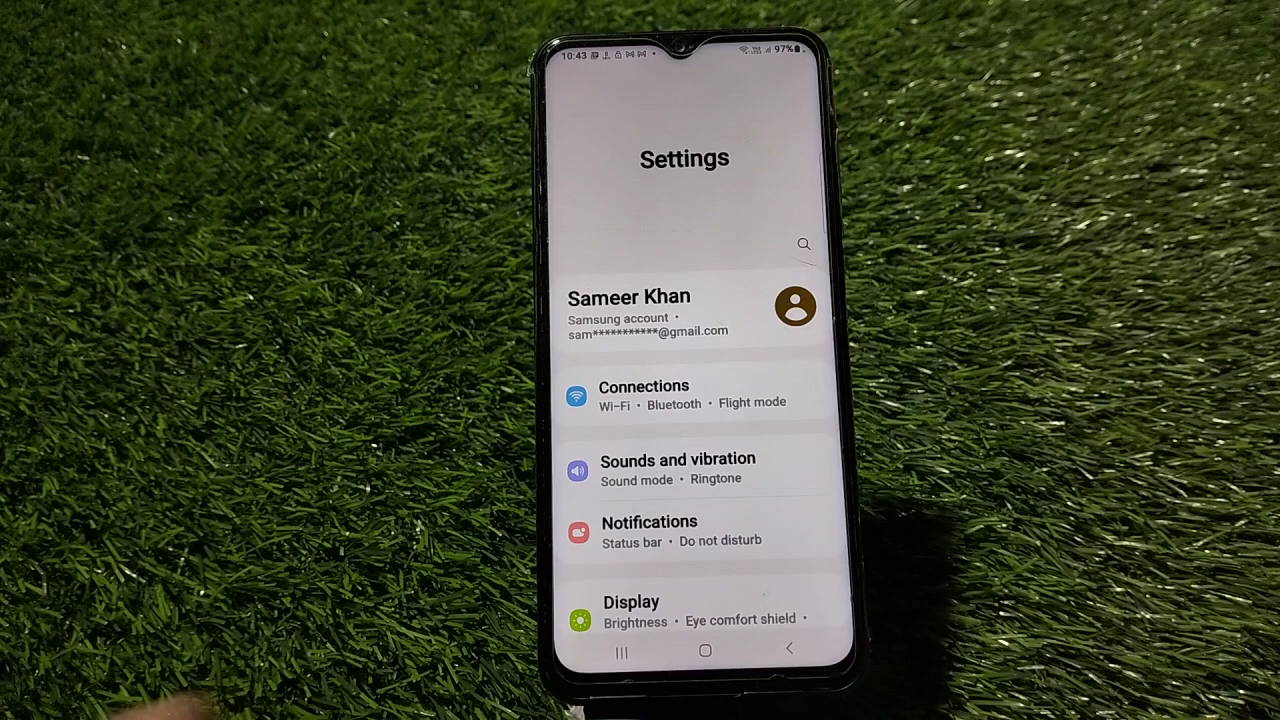 10:43 97%
Settings
Sameer Khan
Samsung account •
sam***********@gmail.com
Connections
Wi-Fi • Bluetooth • Flight mode
Sounds and vibration
Sound mode • Ringtone
Notifications
Status bar • Do not disturb
Display
Brightness • Eye comfort shield •